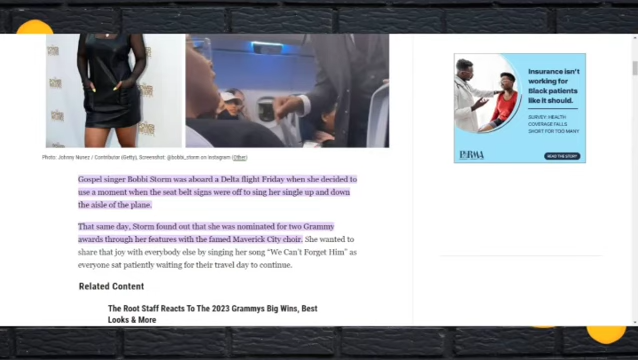 Photo: Johnny Nunez / Contributor (Getty), Screenshot: @bobbi_storm on Instagram (Other)
Gospel singer Bobbi Storm was aboard a Delta flight Friday when she decided to
use a moment when the seat belt signs were off to sing her single up and down
the aisle of the plane.
That same day, Storm found out that she was nominated for two Grammy
awards through her features with the famed Maverick City choir. She wanted to
share that joy with everybody else by singing her song “We Can’t Forget Him” as
everyone sat patiently waiting for their travel day to continue.
Related Content
The Root Staff Reacts To The 2023 Grammys Big Wins, Best
Looks & More
Insurance isn’t
working for
Black patients
like it should.
SURVEY: HEALTH
COVERAGE FALLS
SHORT FOR TOO MANY
PhRMA
READ THE STORY